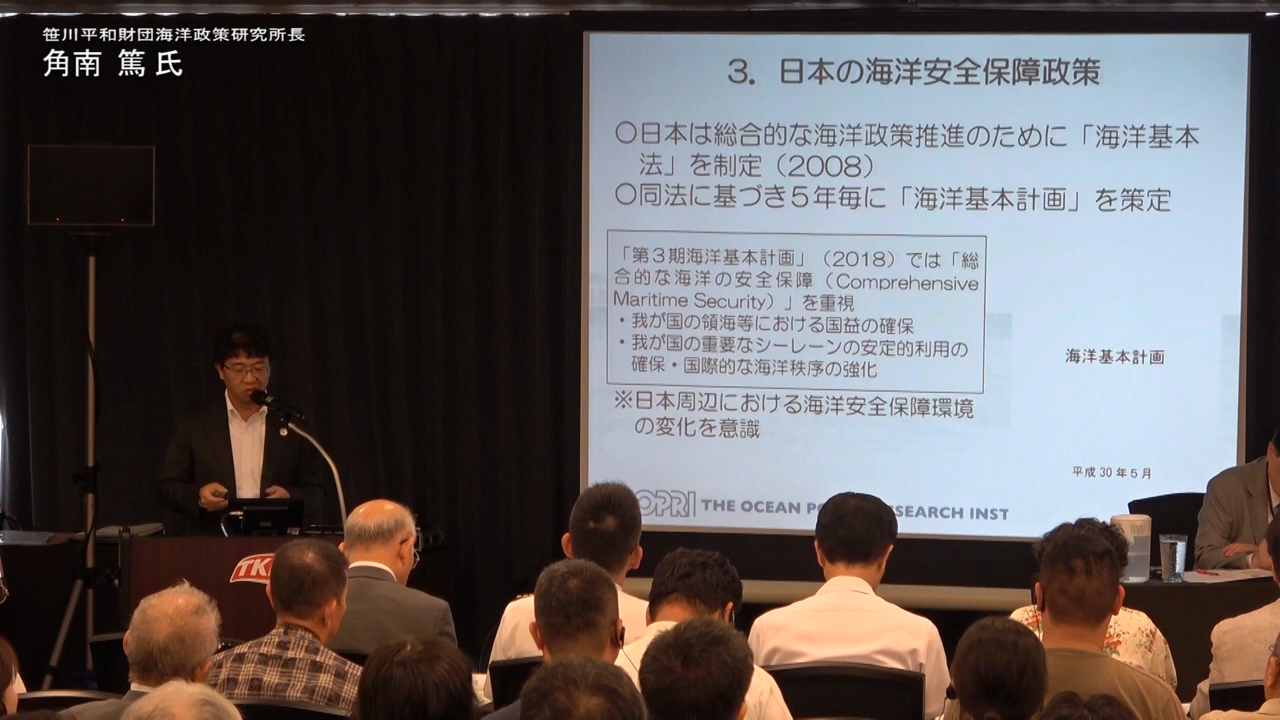 笹川平和財団海洋政策研究所長
角南 篤 氏
3．日本の海洋安全保障政策
〇日本は総合的な海洋政策推進のために「海洋基本
法」を制定（2008）
〇同法に基づき５年毎に「海洋基本計画」を策定
「第３期海洋基本計画」（2018）では「総
合的な海洋の安全保障（Comprehensive
Maritime Security）」を重視
・我が国の領海等における国益の確保
・我が国の重要なシーレーンの安定的利用の
確保・国際的な海洋秩序の強化
※日本周辺における海洋安全保障環境
の変化を意識
海洋基本計画
平成 30 年 5 月
OPRI THE OCEAN PO ESEARCH INST
TK